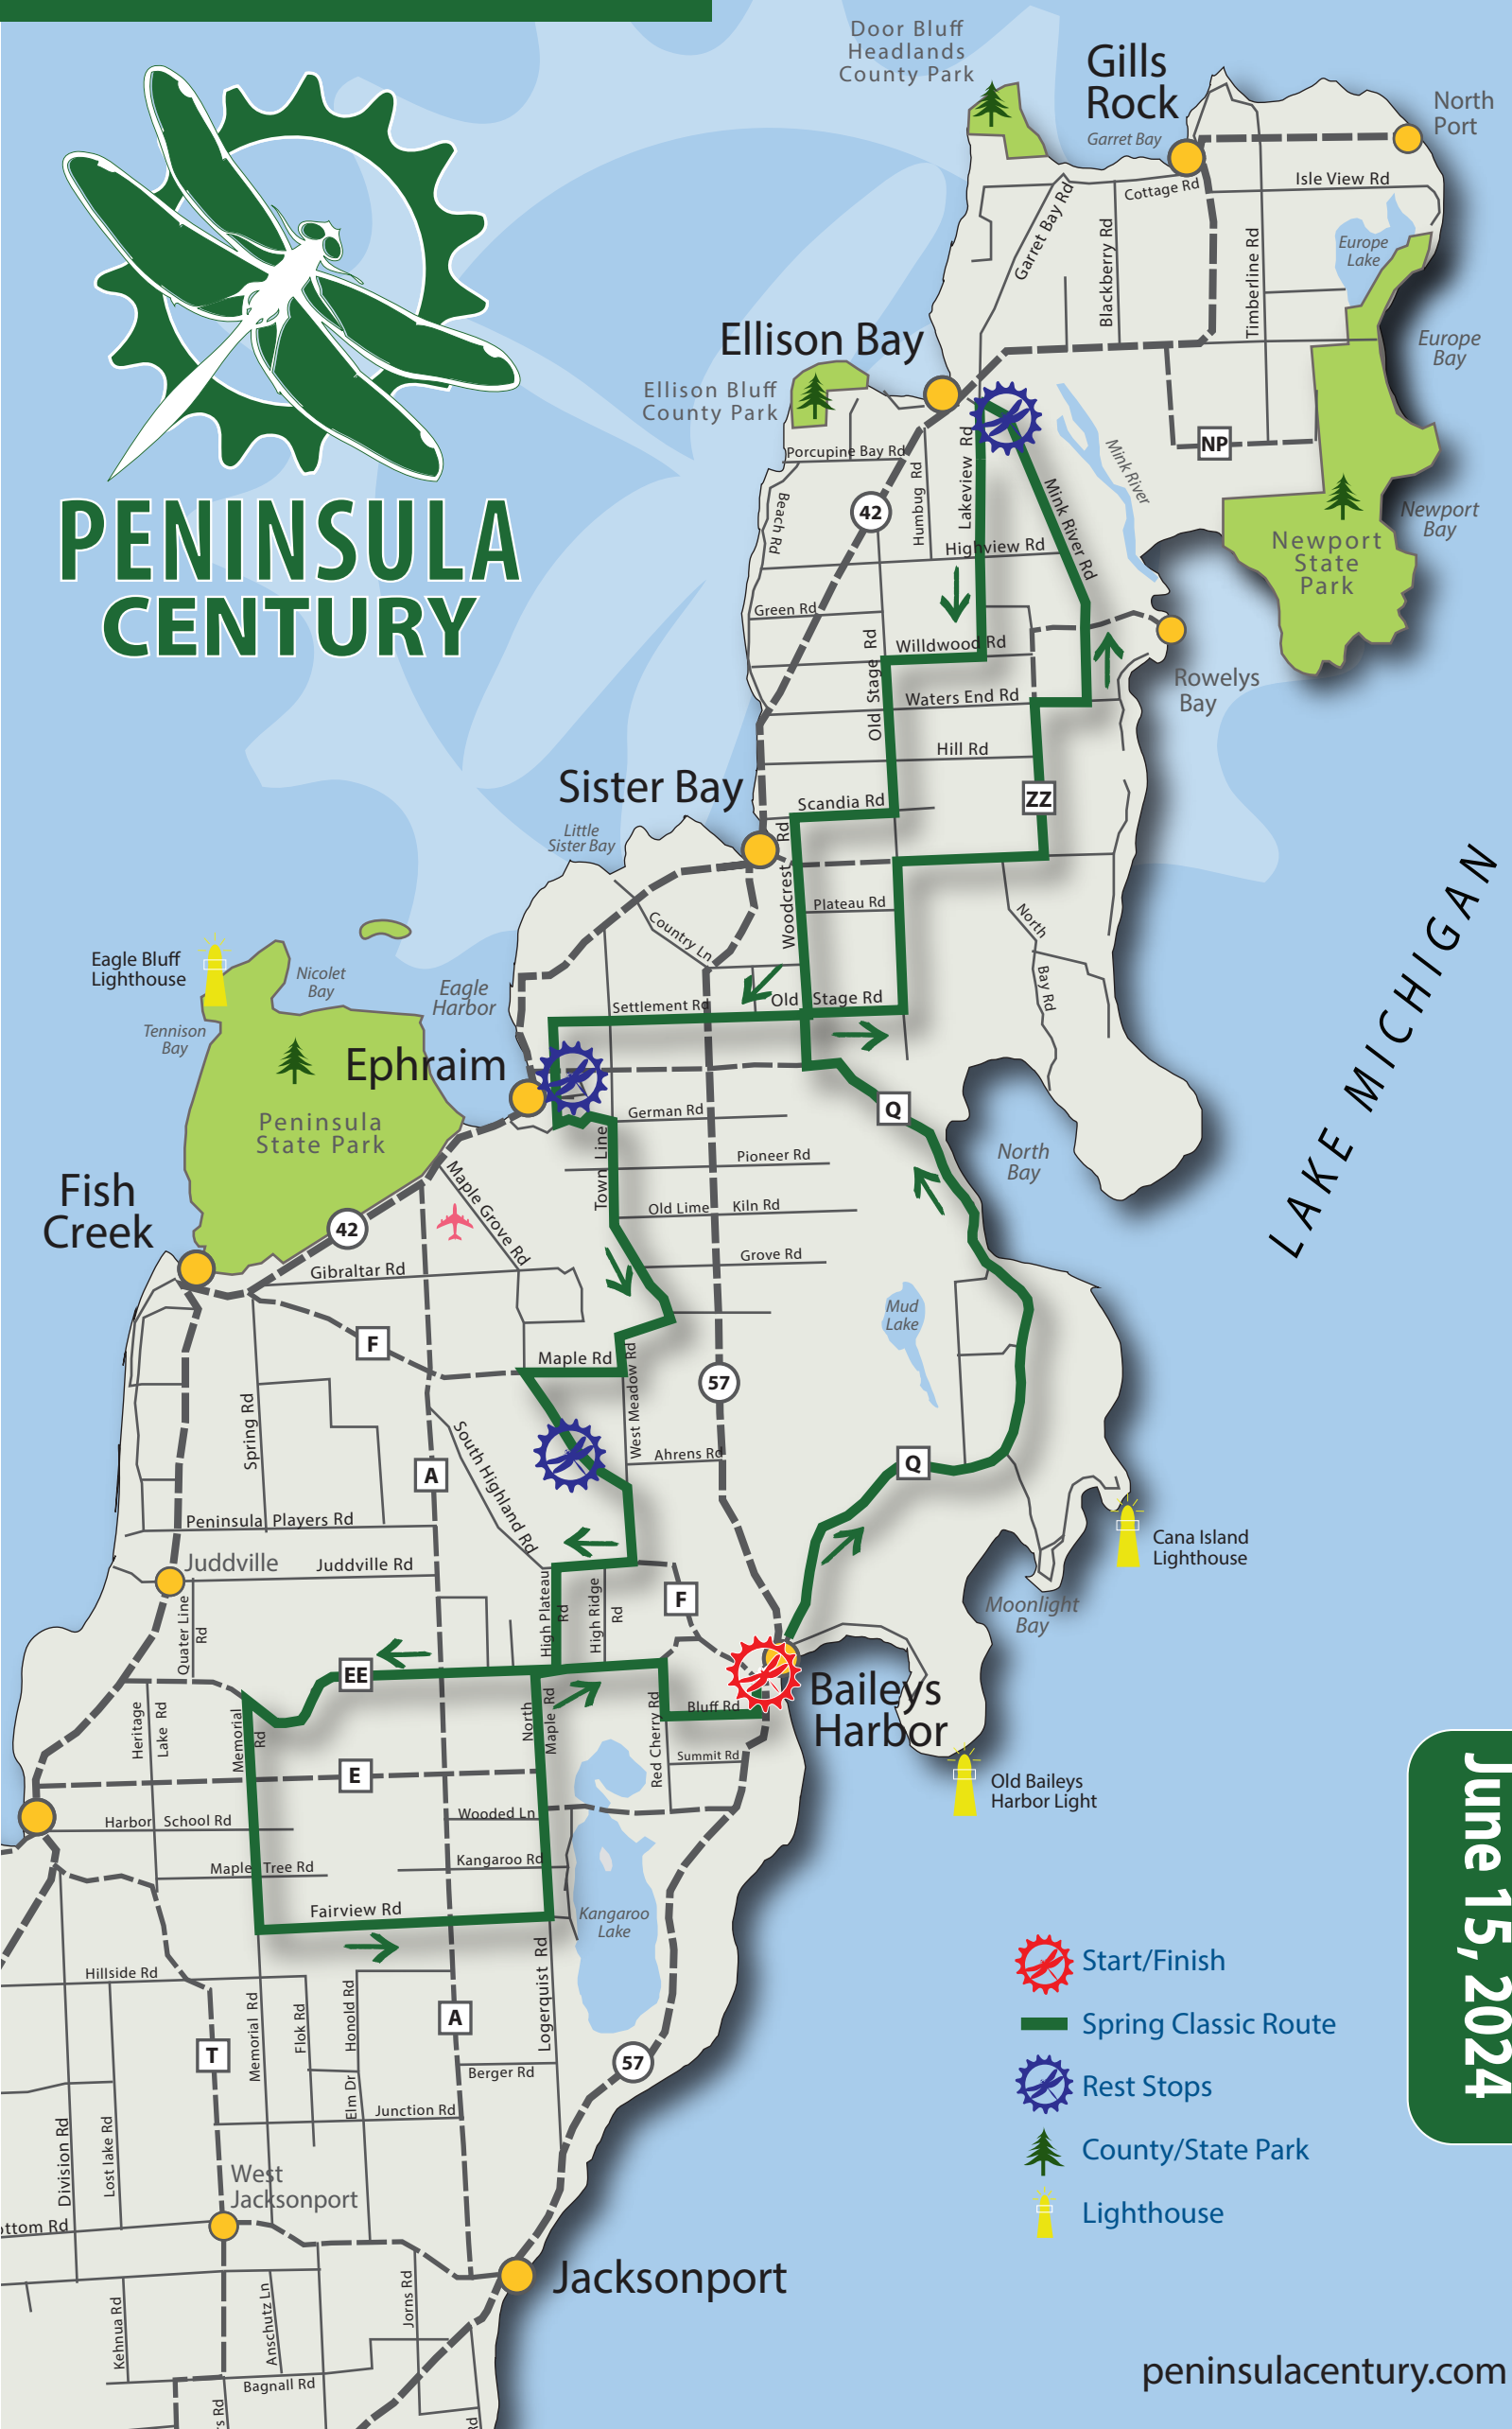 Door Bluff
Headlands
County Park
Gills
Rock
Garret Bay
North
Port
Cottage Rd
Isle View Rd
Garret Bay Rd
Blackberry Rd
Timberline Rd
Europe
Lake
Europe
Bay
PENINSULA
CENTURY
Ellison Bay
Ellison Bluff
County Park
Porcupine Bay Rd
Beach Rd
42
Humbug Rd
Lakeview Rd
Mink River Rd
Mink River
NP
Newport
Bay
Newport
State
Park
Highview Rd
Green Rd
Old Stage Rd
Willdwood Rd
Rowelys
Bay
Waters End Rd
Hill Rd
ZZ
Scandia Rd
Sister Bay
Little
Sister Bay
Woodcrest Rd
Plateau Rd
Country Ln
North
Bay Rd
LAKE MICHIGAN
Eagle Bluff
Lighthouse
Nicolet
Bay
Tennison
Bay
Eagle
Harbor
Settlement Rd
Old Stage Rd
Ephraim
Peninsula
State Park
Q
German Rd
Pioneer Rd
North
Bay
Town Line
Old Lime Kiln Rd
Grove Rd
Fish
Creek
42
Maple Grove Rd
Gibraltar Rd
Mud
Lake
F
Maple Rd
West Meadow Rd
57
Spring Rd
A
South Highland Rd
Ahrens Rd
Q
Peninsula Players Rd
Cana Island
Lighthouse
Juddville
Juddville Rd
Quater Line
Rd
High Plateau
Rd
High Ridge
Rd
F
Moonlight
Bay
EE
Baileys
Harbor
Heritage
Lake Rd
Memorial
Rd
North
Maple Rd
Red Cherry Rd
Bluff Rd
Summit Rd
E
Old Baileys
Harbor Light
Harbor School Rd
Wooded Ln
Maple Tree Rd
Kangaroo Rd
Fairview Rd
Kangaroo
Lake
June 15, 2024
Hillside Rd
Memorial Rd
Flok Rd
Honold Rd
A
Logerquist Rd
T
57
Berger Rd
Elm Dr
Junction Rd
Division Rd
Lost lake Rd
West
Jacksonport
ottom Rd
Jacksonport
Kehnua Rd
Anschutz Ln
Jorns Rd
Bagnall Rd
s Rd
Rd
Start/Finish
Spring Classic Route
Rest Stops
County/State Park
Lighthouse
peninsulacentury.com